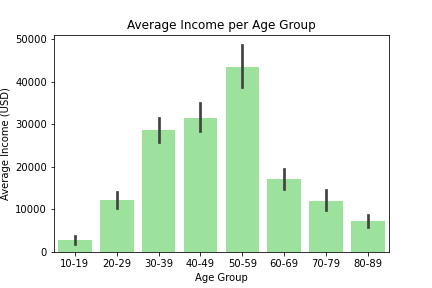 Average Income per Age Group
Average Income (USD)
50000
40000
30000
20000
10000
0
10-19 20-29 30-39 40-49 50-59 60-69 70-79 80-89
Age Group